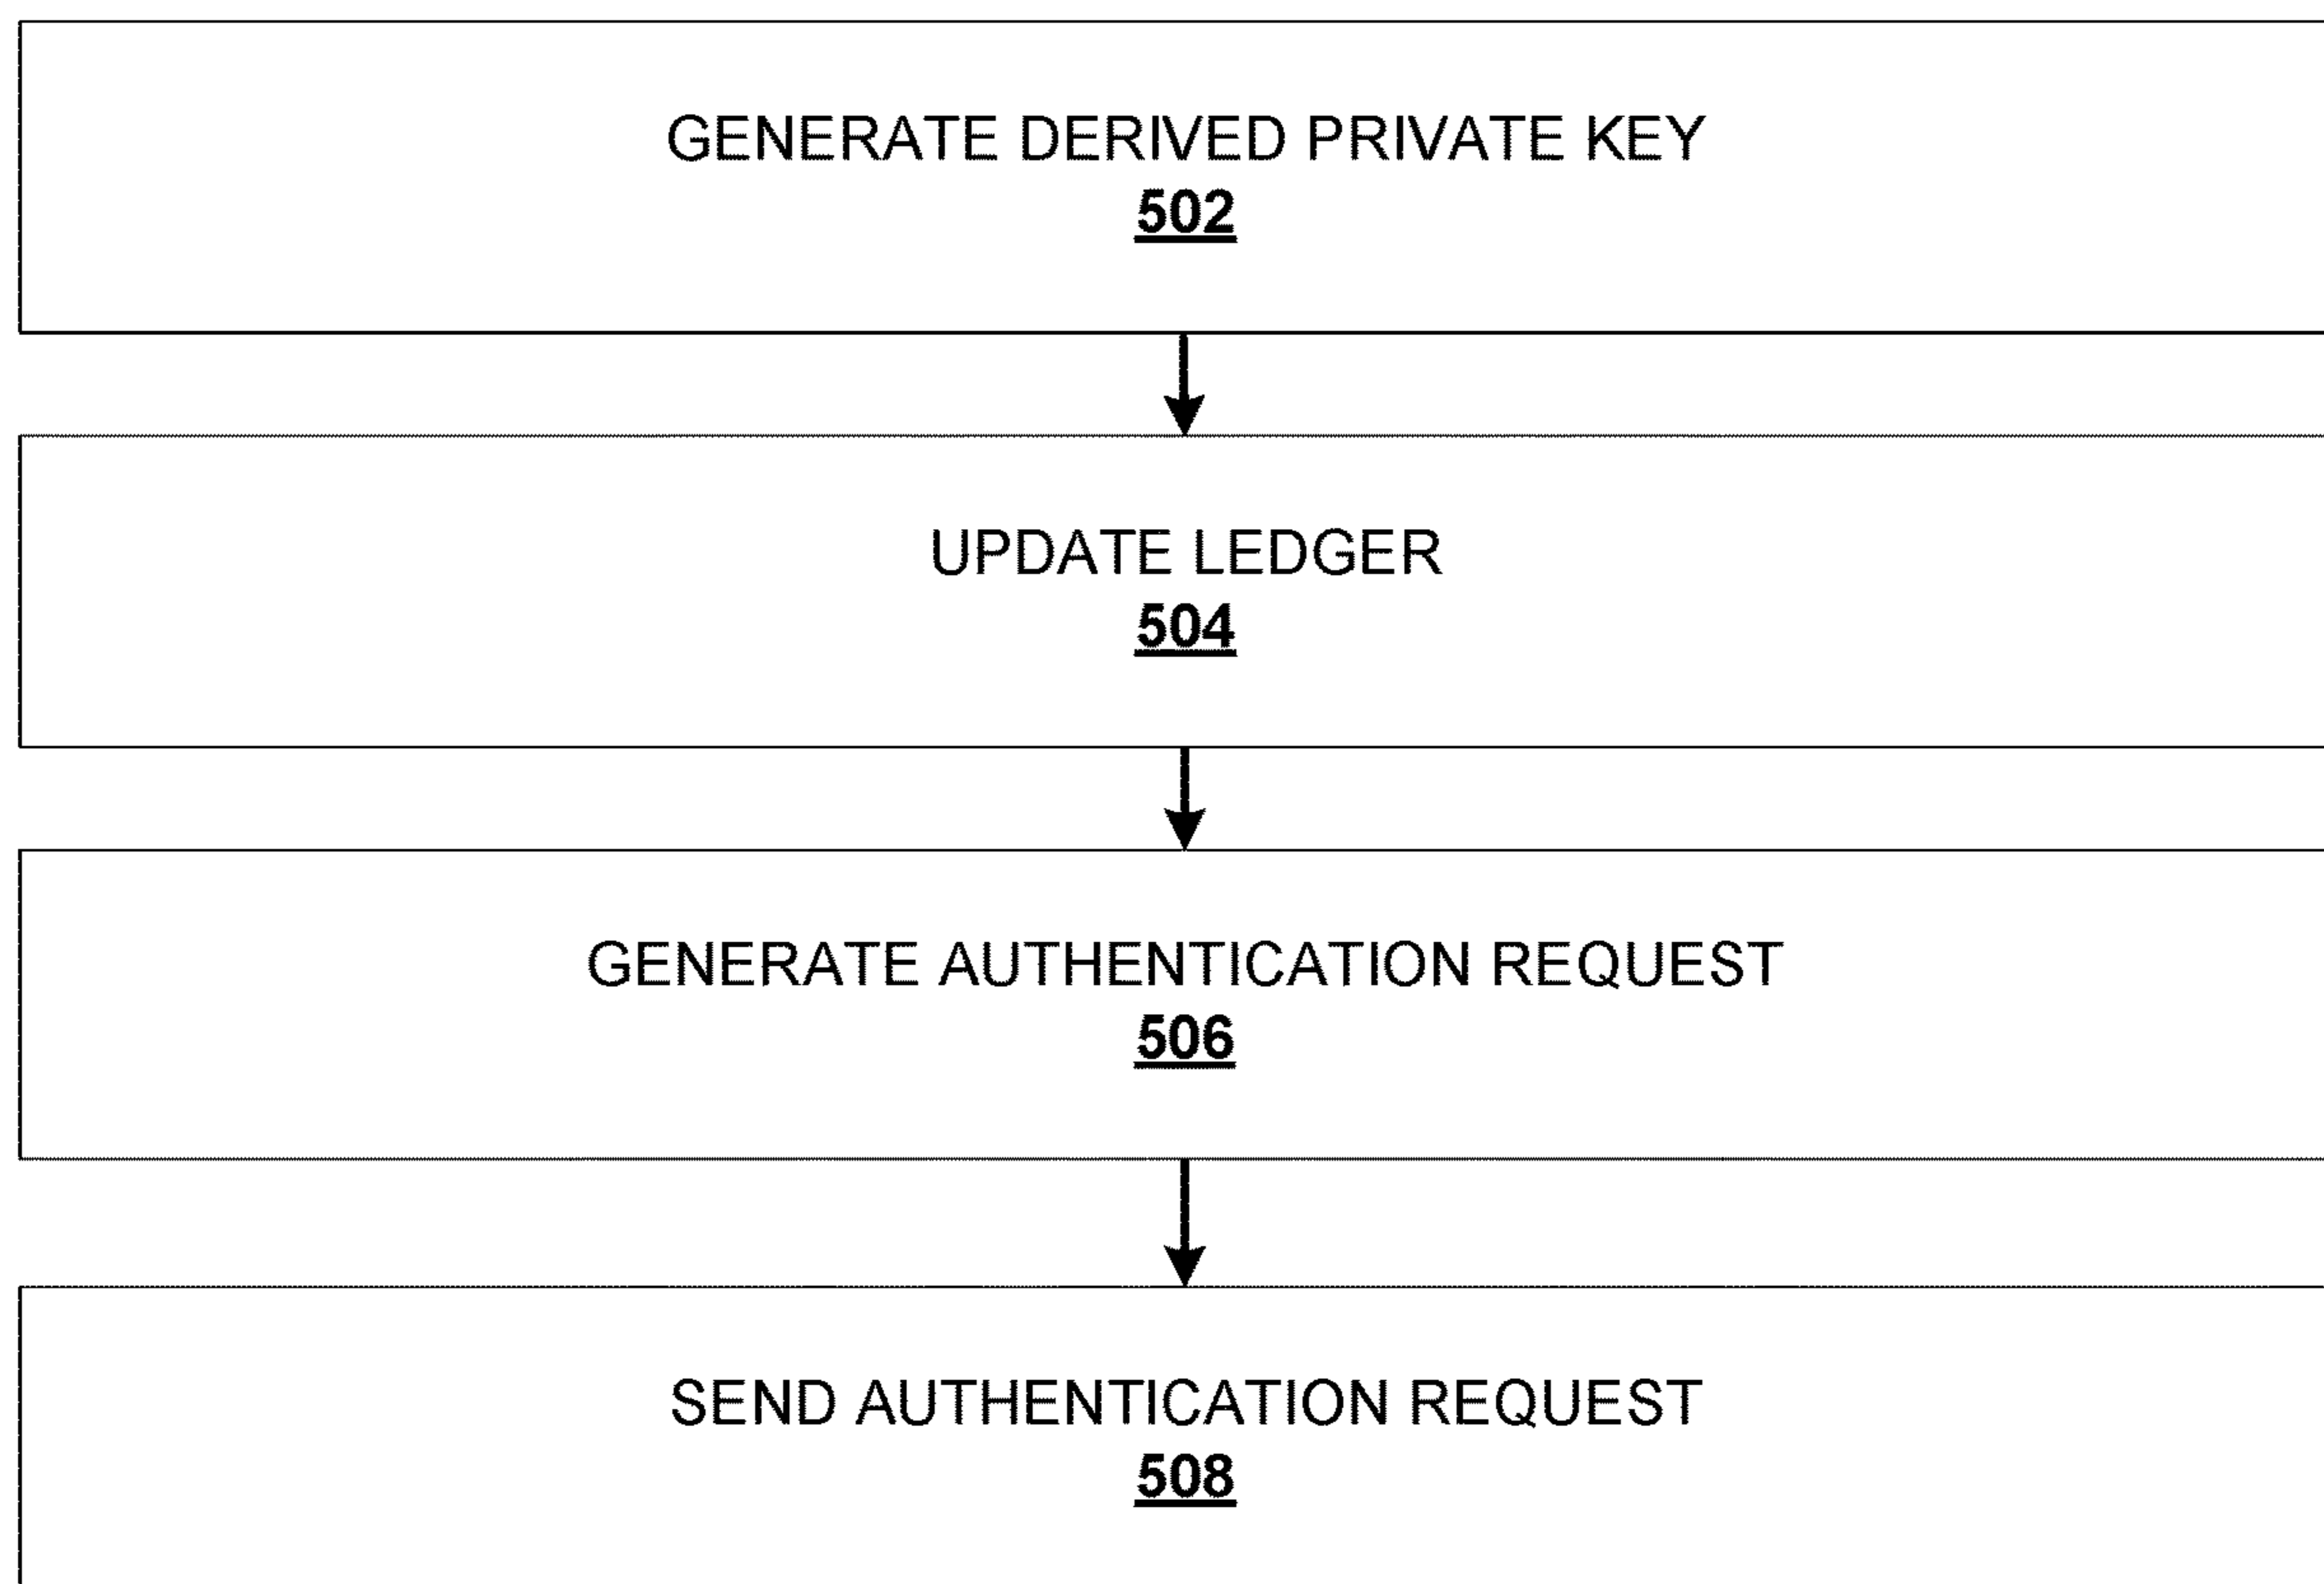 GENERATE DERIVED PRIVATE KEY
502
UPDATE LEDGER
504
GENERATE AUTHENTICATION REQUEST
506
SEND AUTHENTICATION REQUEST
508